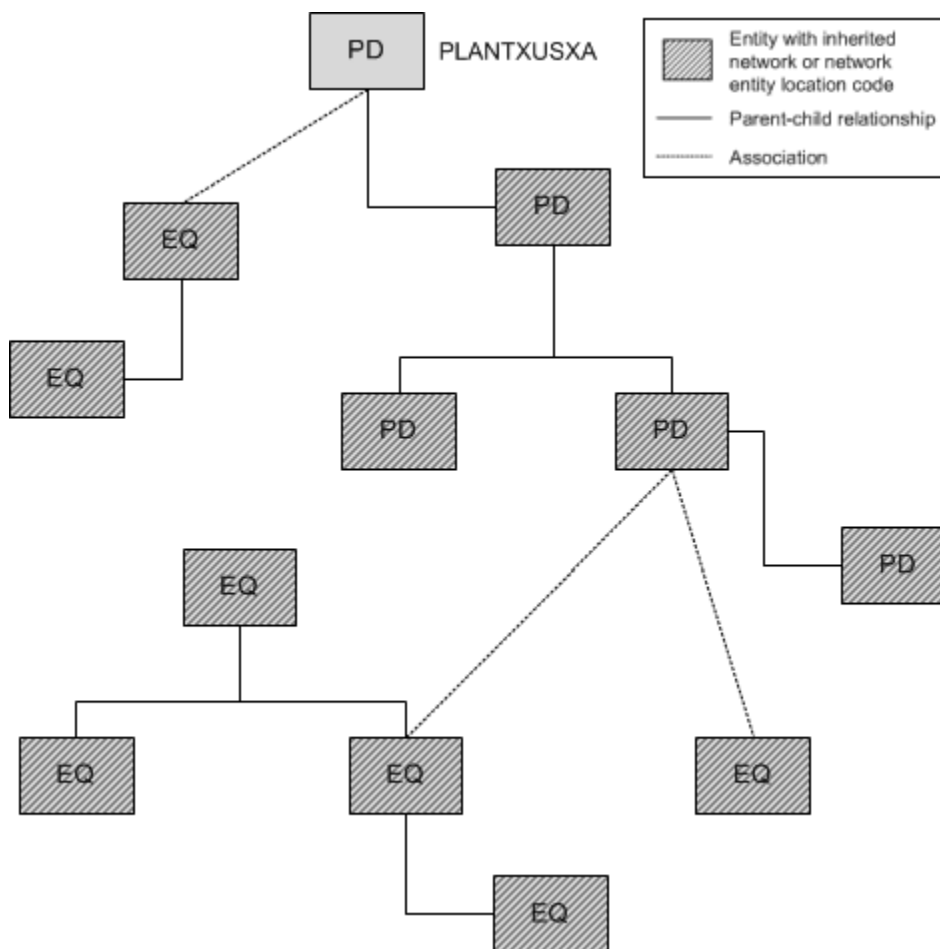 PD
PLANTXUSXA
Entity with inherited
network or network
entity location code
Parent-child relationship
Association
PD
EQ
EQ
PD
PD
PD
EQ
EQ
EQ
EQ
EQ